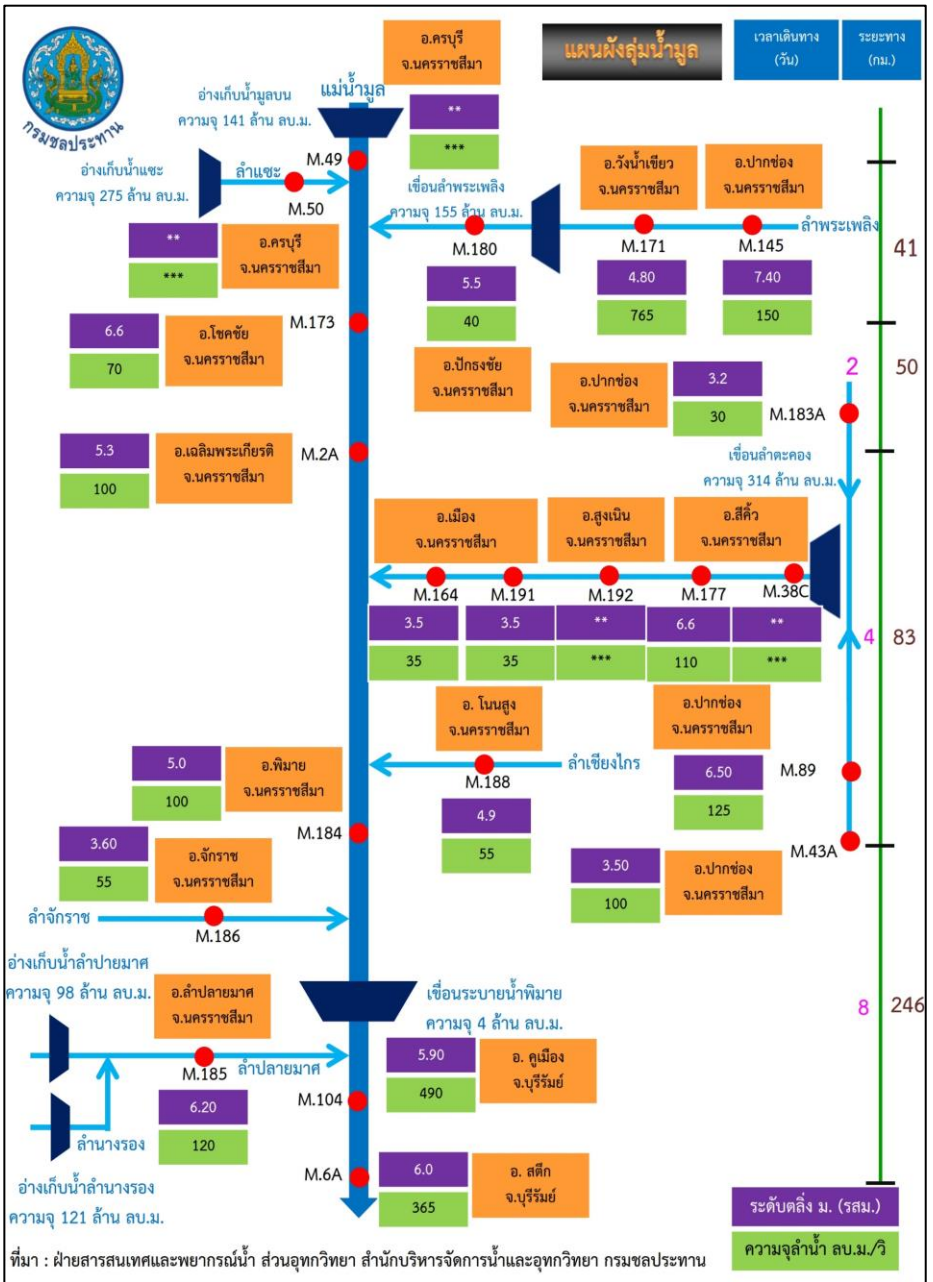 กรมชลประทาน
แผนผังลุ่มน้ำมูล
เวลาเดินทาง
(วัน)
ระยะทาง
(กม.)
แม่น้ำมูล
อ.ครบุรี
จ.นครราชสีมา
**
***
อ่างเก็บน้ำมูลบน
ความจุ 141 ล้าน ลบ.ม.
M.49
อ่างเก็บน้ำแซะ
ความจุ 275 ล้าน ลบ.ม.
ลำแซะ
M.50
**
***
อ.ครบุรี
จ.นครราชสีมา
เขื่อนลำพระเพลิง
ความจุ 155 ล้าน ลบ.ม.
อ.วังน้ำเขียว
จ.นครราชสีมา
อ.ปากช่อง
จ.นครราชสีมา
ลำพระเพลิง
M.180
M.171
M.145
41
5.5
40
4.80
765
7.40
150
อ.ปักธงชัย
จ.นครราชสีมา
6.6
70
อ.โชคชัย
จ.นครราชสีมา
M.173
2
50
อ.ปากช่อง
จ.นครราชสีมา
3.2
30
M.183A
5.3
100
อ.เฉลิมพระเกียรติ
จ.นครราชสีมา
M.2A
เขื่อนลำตะคอง
ความจุ 314 ล้าน ลบ.ม.
อ.เมือง
จ.นครราชสีมา
อ.สูงเนิน
จ.นครราชสีมา
อ.สีคิ้ว
จ.นครราชสีมา
M.164
M.191
M.192
M.177
M.38C
3.5
35
3.5
35
**
***
6.6
110
**
***
4
83
อ. โนนสูง
จ.นครราชสีมา
ลำเชียงไกร
M.188
4.9
55
อ.ปากช่อง
จ.นครราชสีมา
6.50
125
M.89
5.0
100
อ.พิมาย
จ.นครราชสีมา
M.184
M.43A
3.50
100
อ.ปากช่อง
จ.นครราชสีมา
3.60
55
อ.จักราช
จ.นครราชสีมา
ลำจักราช
M.186
อ่างเก็บน้ำลำปายมาศ
ความจุ 98 ล้าน ลบ.ม.
อ.ลำปลายมาศ
จ.นครราชสีมา
เขื่อนระบายน้ำพิมาย
ความจุ 4 ล้าน ลบ.ม.
8
246
M.185
ลำปลายมาศ
6.20
120
ลำนางรอง
อ่างเก็บน้ำลำนางรอง
ความจุ 121 ล้าน ลบ.ม.
M.104
5.90
490
อ. คูเมือง
จ.บุรีรัมย์
M.6A
6.0
365
อ. สตึก
จ.บุรีรัมย์
ระดับตลิ่ง ม. (รสม.)
ความจุลำน้ำ ลบ.ม./วิ
ที่มา : ฝ่ายสารสนเทศและพยากรณ์น้ำ ส่วนอุทกวิทยา สำนักบริหารจัดการน้ำและอุทกวิทยา กรมชลประทาน